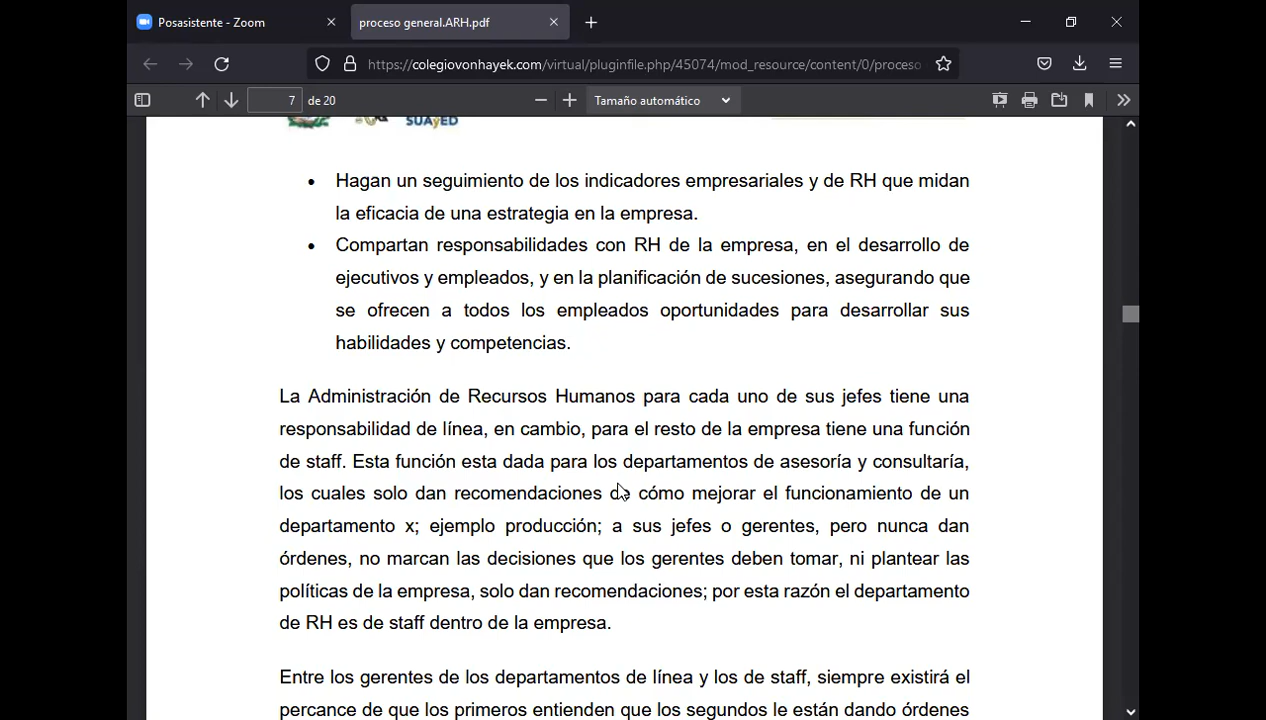 Posasistente - Zoom
proceso general.ARH.pdf
https://colegiovonhayek.com/virtual/pluginfile.php/45074/mod_resource/content/0/proceso
7 de 20
Tamaño automático
SUAyED
• Hagan un seguimiento de los indicadores empresariales y de RH que midan
la eficacia de una estrategia en la empresa.
• Compartan responsabilidades con RH de la empresa, en el desarrollo de
ejecutivos y empleados, y en la planificación de sucesiones, asegurando que
se ofrecen a todos los empleados oportunidades para desarrollar sus
habilidades y competencias.
La Administración de Recursos Humanos para cada uno de sus jefes tiene una
responsabilidad de línea, en cambio, para el resto de la empresa tiene una función
de staff. Esta función esta dada para los departamentos de asesoría y consultaría,
los cuales solo dan recomendaciones de cómo mejorar el funcionamiento de un
departamento x; ejemplo producción; a sus jefes o gerentes, pero nunca dan
órdenes, no marcan las decisiones que los gerentes deben tomar, ni plantear las
políticas de la empresa, solo dan recomendaciones; por esta razón el departamento
de RH es de staff dentro de la empresa.
Entre los gerentes de los departamentos de línea y los de staff, siempre existirá el
percance de que los primeros entienden que los segundos le están dando órdenes